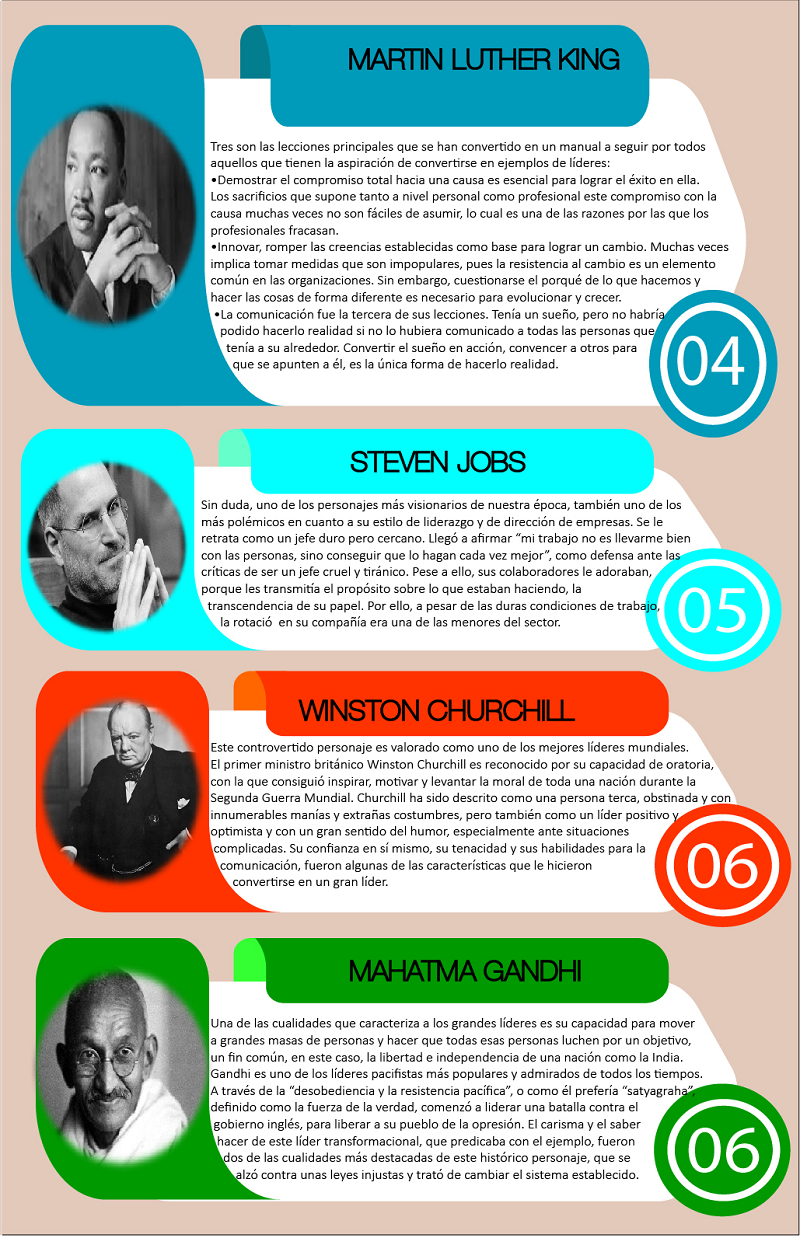 MARTIN LUTHER KING
Tres son las lecciones principales que se han convertido en un manual a seguir por todos
aquellos que tienen la aspiración de convertirse en ejemplos de líderes:
•Demostrar el compromiso total hacia una causa es esencial para lograr el éxito en ella.
Los sacrificios que supone tanto a nivel personal como profesional este compromiso con la
causa muchas veces no son fáciles de asumir, lo cual es una de las razones por las que los
profesionales fracasan.
•Innovar, romper las creencias establecidas como base para lograr un cambio. Muchas veces
implica tomar medidas que son impopulares, pues la resistencia al cambio es un elemento
común en las organizaciones. Sin embargo, cuestionarse el porqué de lo que hacemos y
hacer las cosas de forma diferente es necesario para evolucionar y crecer.
•La comunicación fue la tercera de sus lecciones. Tenía un sueño, pero no habría
podido hacerlo realidad si no lo hubiera comunicado a todas las personas que
tenía a su alrededor. Convertir el sueño en acción, convencer a otros para
que se apunten a él, es la única forma de hacerlo realidad.
04
STEVEN JOBS
Sin duda, uno de los personajes más visionarios de nuestra época, también uno de los
más polémicos en cuanto a su estilo de liderazgo y de dirección de empresas. Se le
retrata como un jefe duro pero cercano. Llegó a afirmar “mi trabajo no es llevarme bien
con las personas, sino conseguir que lo hagan cada vez mejor”, como defensa ante las
críticas de ser un jefe cruel y tiránico. Pese a ello, sus colaboradores le adoraban,
porque les transmitía el propósito sobre lo que estaban haciendo, la
transcendencia de su papel. Por ello, a pesar de las duras condiciones de trabajo,
la rotació en su compañía era una de las menores del sector.
05
WINSTON CHURCHILL
Este controvertido personaje es valorado como uno de los mejores líderes mundiales.
El primer ministro británico Winston Churchill es reconocido por su capacidad de oratoria,
con la que consiguió inspirar, motivar y levantar la moral de toda una nación durante la
Segunda Guerra Mundial. Churchill ha sido descrito como una persona terca, obstinada y con
innumerables manías y extrañas costumbres, pero también como un líder positivo y
optimista y con un gran sentido del humor, especialmente ante situaciones
complicadas. Su confianza en sí mismo, su tenacidad y sus habilidades para la
comunicación, fueron algunas de las características que le hicieron
convertirse en un gran líder.
06
MAHATMA GANDHI
Una de las cualidades que caracteriza a los grandes líderes es su capacidad para mover
a grandes masas de personas y hacer que todas esas personas luchen por un objetivo,
un fin común, en este caso, la libertad e independencia de una nación como la India.
Gandhi es uno de los líderes pacifistas más populares y admirados de todos los tiempos.
A través de la “desobediencia y la resistencia pacífica”, o como él prefería “satyagraha”,
definido como la fuerza de la verdad, comenzó a liderar una batalla contra el
gobierno inglés, para liberar a su pueblo de la opresión. El carisma y el saber
hacer de este líder transformacional, que predicaba con el ejemplo, fueron
dos de las cualidades más destacadas de este histórico personaje, que se
alzó contra unas leyes injustas y trató de cambiar el sistema establecido.
06